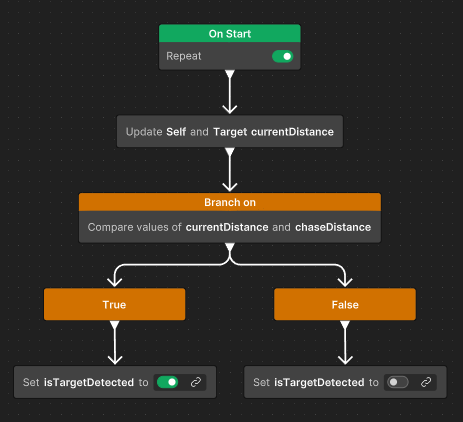 On Start
Repeat
Update Self and Target currentDistance
Branch on
Compare values of currentDistance and chaseDistance
True
False
Set isTargetDetected to
Set isTargetDetected to